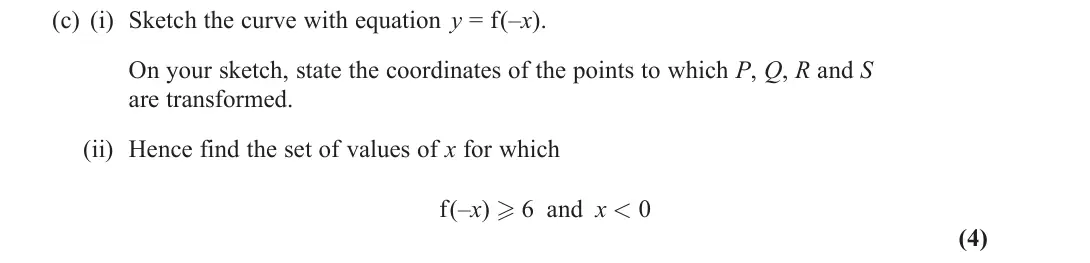 (c) (i) Sketch the curve with equation y = f(–x).
On your sketch, state the coordinates of the points to which P, Q, R and S
are transformed.
(ii) Hence find the set of values of x for which
f(–x) ⩾ 6 and x < 0
(4)